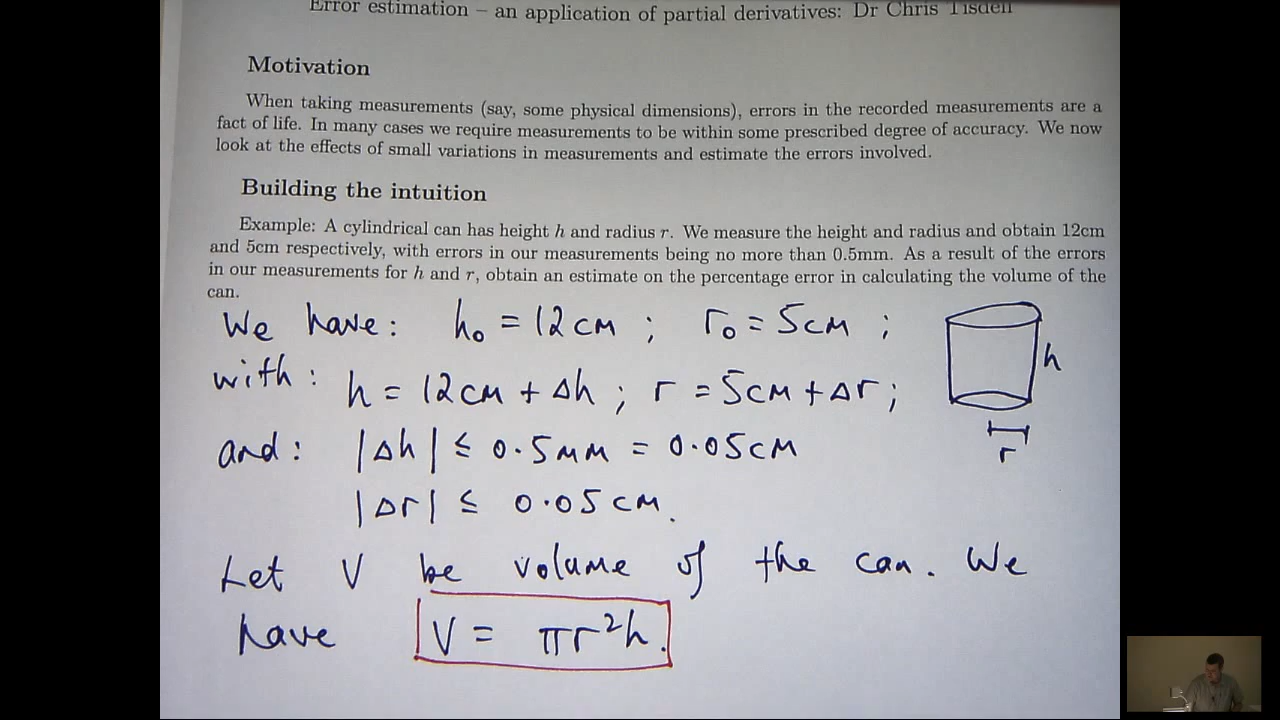 Error estimation – an application of partial derivatives: Dr Chris Tisdell
Motivation
When taking measurements (say, some physical dimensions), errors in the recorded measurements are a
fact of life. In many cases we require measurements to be within some prescribed degree of accuracy. We now
look at the effects of small variations in measurements and estimate the errors involved.
Building the intuition
Example: A cylindrical can has height h and radius r. We measure the height and radius and obtain 12cm
and 5cm respectively, with errors in our measurements being no more than 0.5mm. As a result of the errors
in our measurements for h and r, obtain an estimate on the percentage error in calculating the volume of the
can.
We have: h₀ = 12cm ; r₀ = 5cm ;
with: h = 12cm + Δh ; r = 5cm + Δr ;
h
and: |Δh| ≤ 0.5mm = 0.05cm
r
|Δr| ≤ 0.05cm.
Let V be volume of the can. We
have V = πr²h.